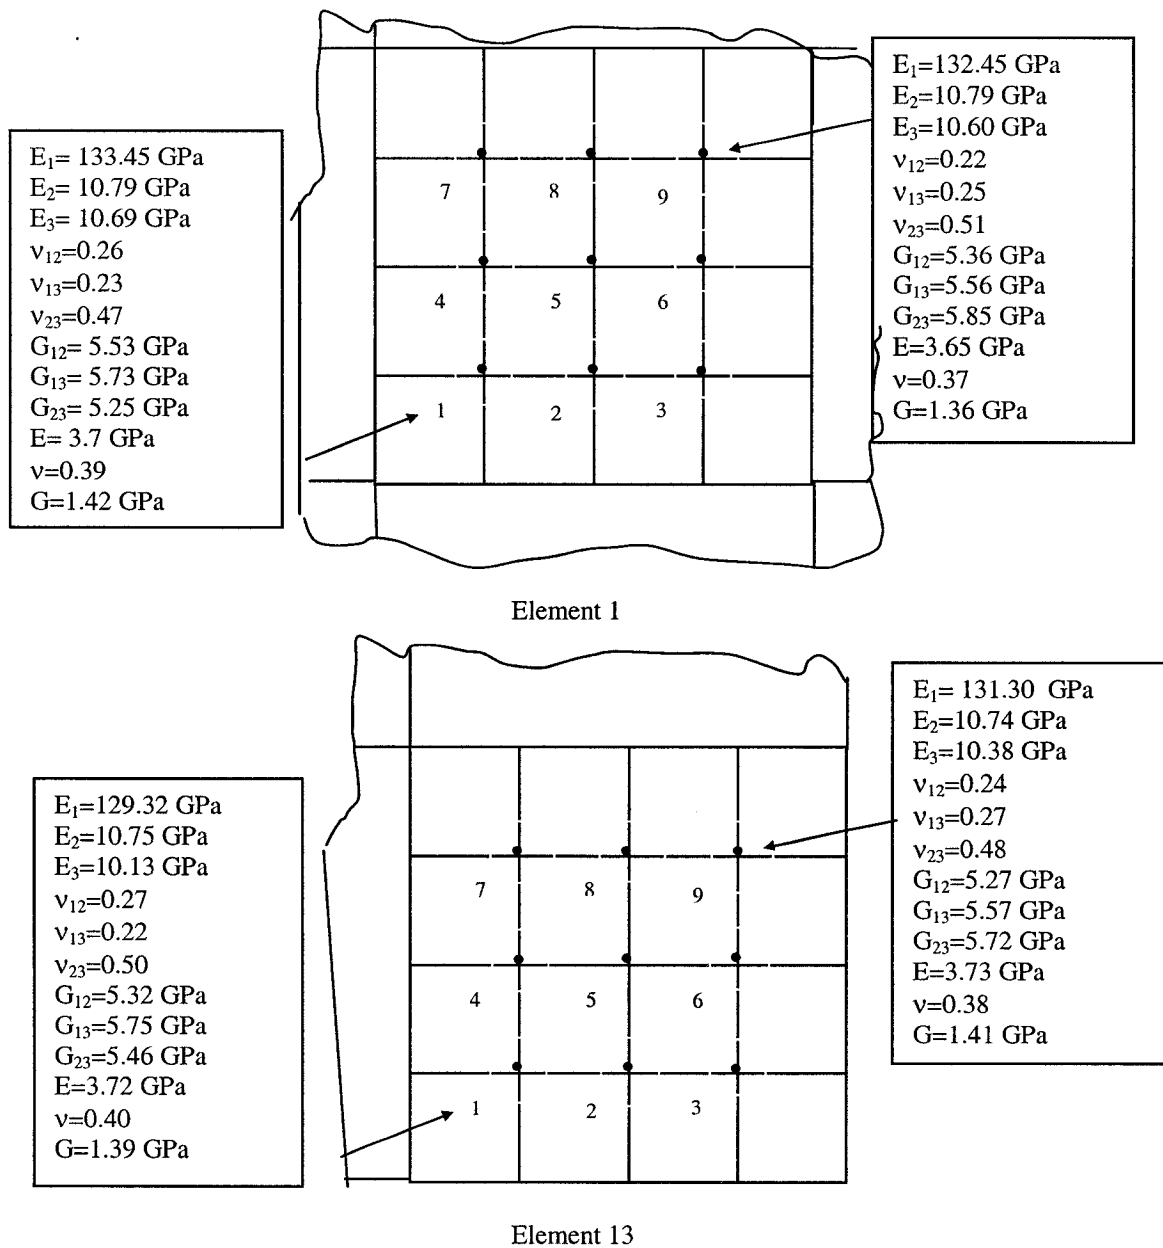 E₁= 133.45 GPa
E₂= 10.79 GPa
E₃= 10.69 GPa
ν₁₂=0.26
ν₁₃=0.23
ν₂₃=0.47
G₁₂= 5.53 GPa
G₁₃= 5.73 GPa
G₂₃= 5.25 GPa
E= 3.7 GPa
ν=0.39
G=1.42 GPa
7 8 9
4 5 6
1 2 3
E₁=132.45 GPa
E₂=10.79 GPa
E₃=10.60 GPa
ν₁₂=0.22
ν₁₃=0.25
ν₂₃=0.51
G₁₂=5.36 GPa
G₁₃=5.56 GPa
G₂₃=5.85 GPa
E=3.65 GPa
ν=0.37
G=1.36 GPa
Element 1
E₁=129.32 GPa
E₂=10.75 GPa
E₃=10.13 GPa
ν₁₂=0.27
ν₁₃=0.22
ν₂₃=0.50
G₁₂=5.32 GPa
G₁₃=5.75 GPa
G₂₃=5.46 GPa
E=3.72 GPa
ν=0.40
G=1.39 GPa
7 8 9
4 5 6
1 2 3
E₁= 131.30 GPa
E₂=10.74 GPa
E₃=10.38 GPa
ν₁₂=0.24
ν₁₃=0.27
ν₂₃=0.48
G₁₂=5.27 GPa
G₁₃=5.57 GPa
G₂₃=5.72 GPa
E=3.73 GPa
ν=0.38
G=1.41 GPa
Element 13